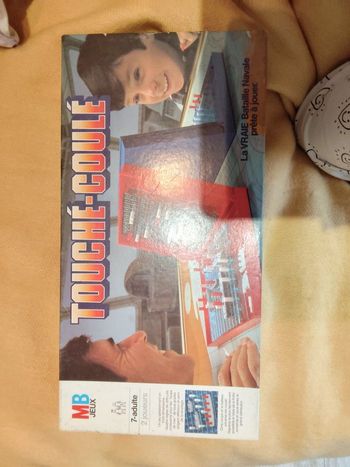 TOUCHÉ-COULÉ
La VRAIE Bataille Navale
prête à jouer
MB
JEUX
7-adulte
2 joueurs